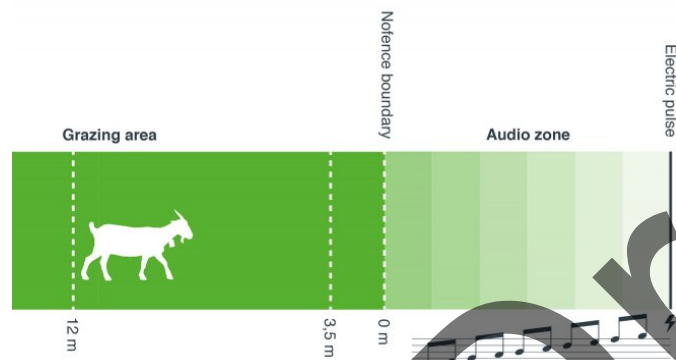 Nofence boundary
Electric pulse
Grazing area
Audio zone
12 m
3,5 m
0 m